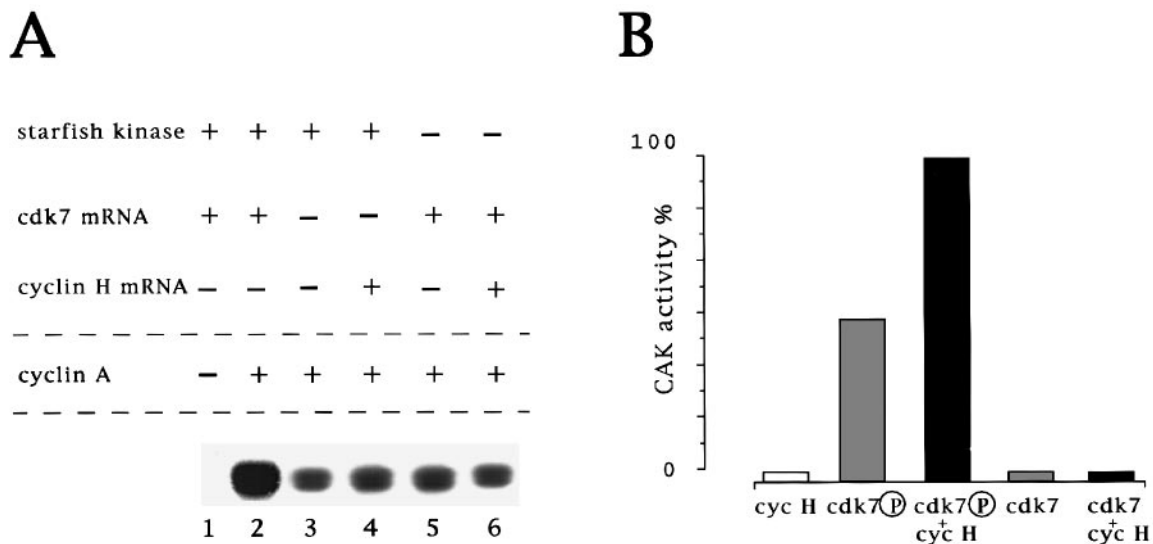 A
starfish kinase + + + + − −
cdk7 mRNA + + − − + +
cyclin H mRNA − − − + − +
cyclin A − + + + + +
1 2 3 4 5 6
B
100
CAK activity %
0
cyc H cdk7 Ⓟ cdk7 Ⓟ cdk7 cdk7
+ +
cyc H cyc H